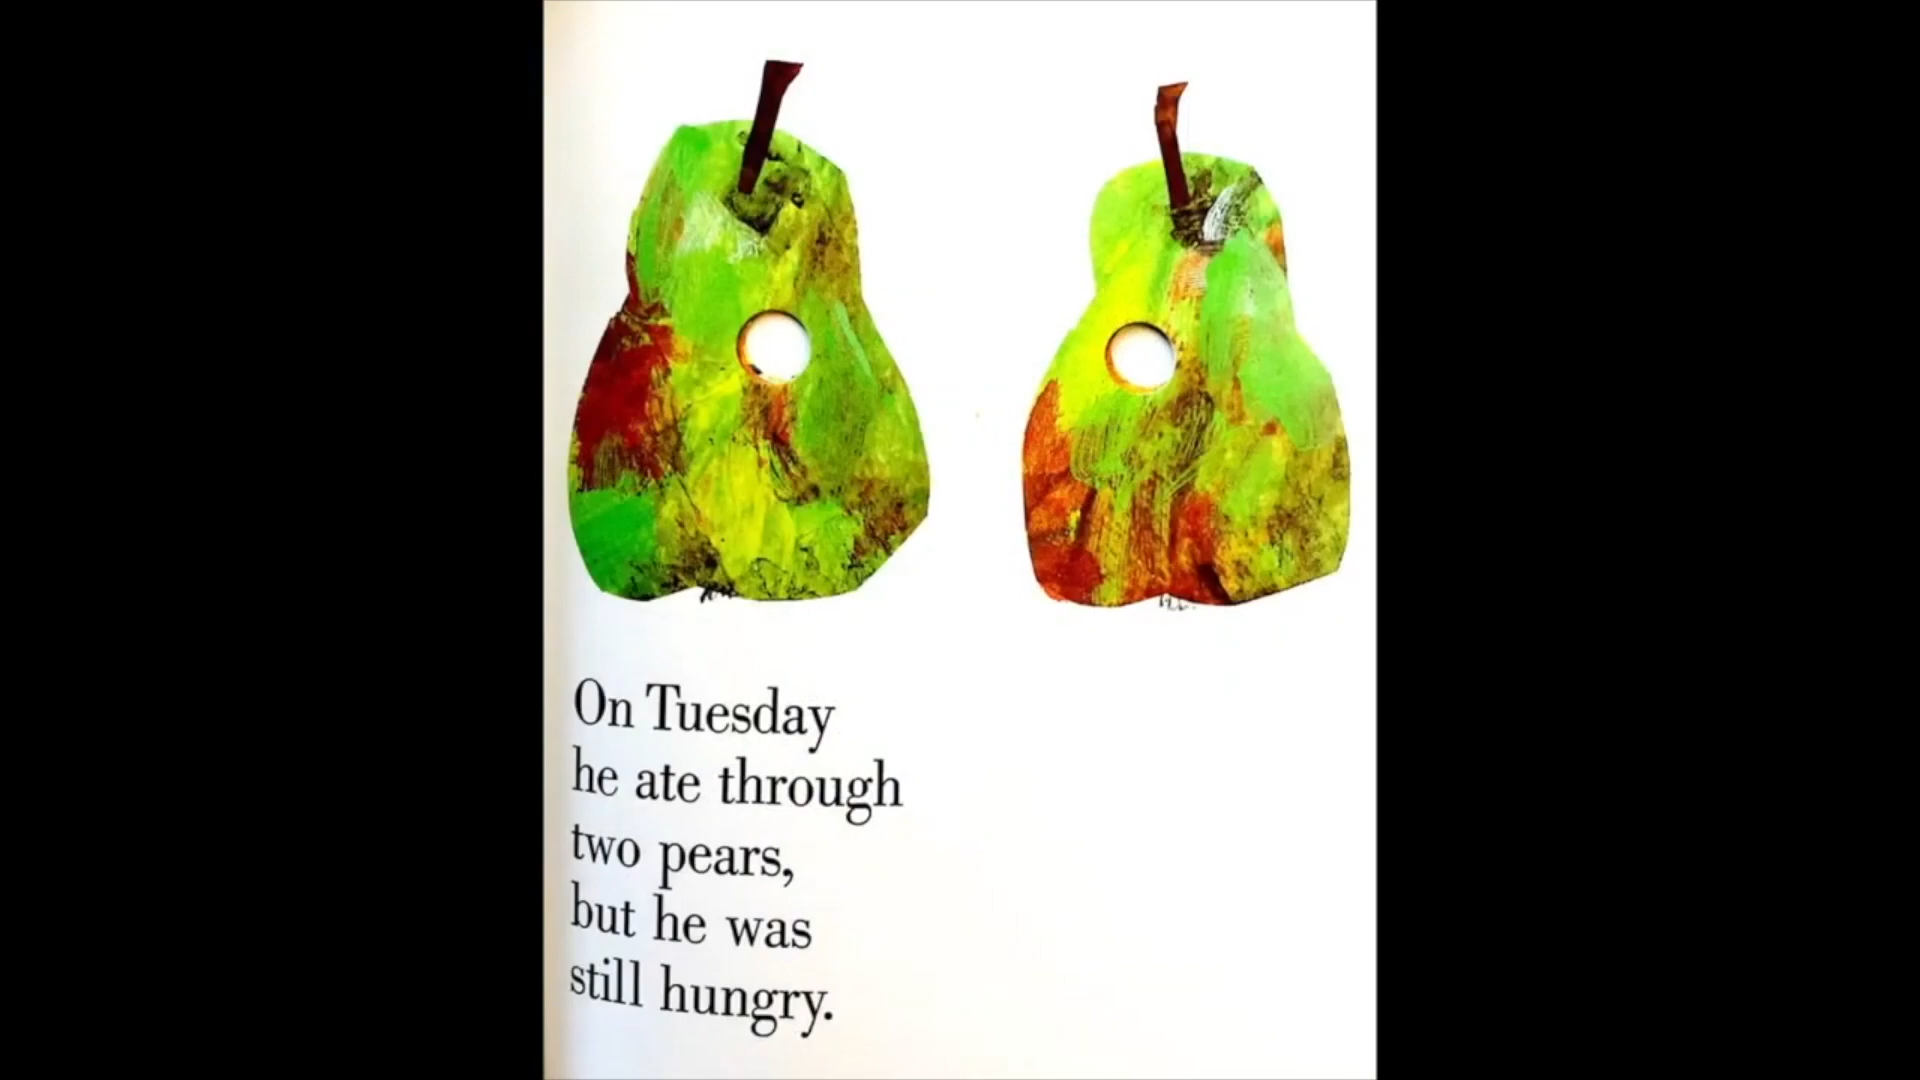 On Tuesday
he ate through
two pears,
but he was
still hungry.